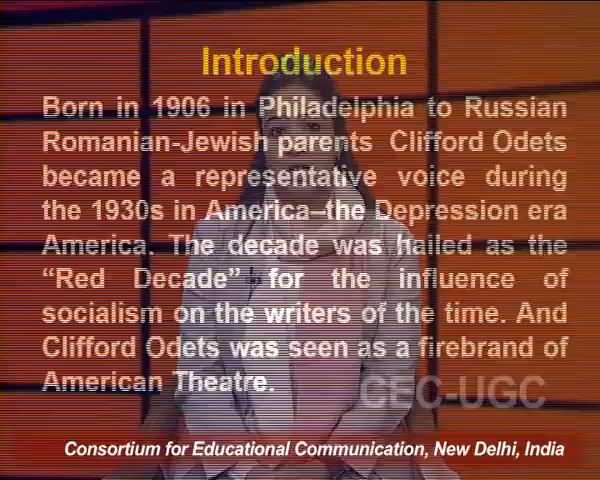 Introduction
Born in 1906 in Philadelphia to Russian
Romanian-Jewish parents Clifford Odets
became a representative voice during
the 1930s in America–the Depression era
America. The decade was hailed as the
“Red Decade” for the influence of
socialism on the writers of the time. And
Clifford Odets was seen as a firebrand of
American Theatre.
CEC-UGC
Consortium for Educational Communication, New Delhi, India